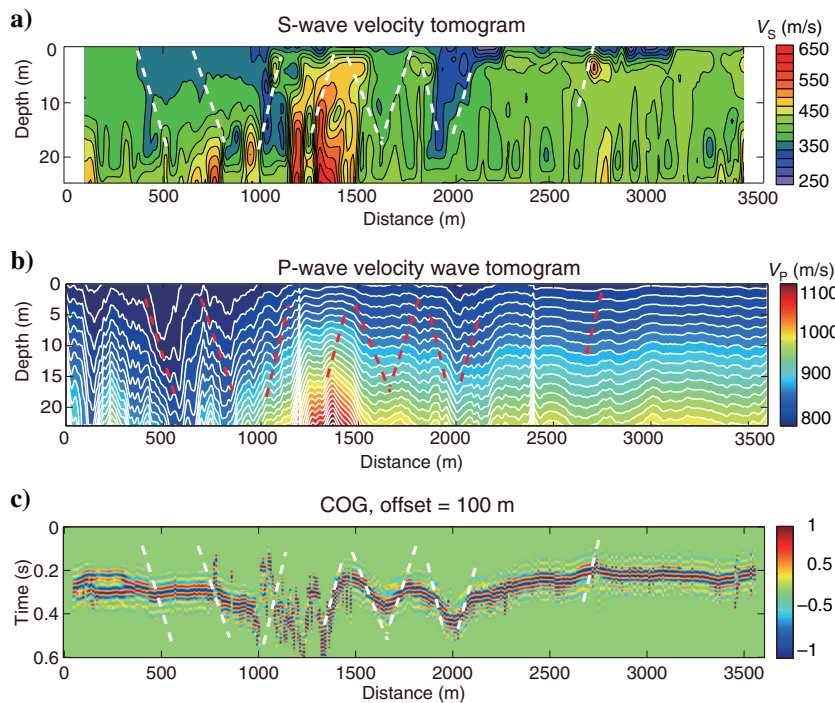 a)
S-wave velocity tomogram
VS (m/s)
0
10
20
Depth (m)
650
550
450
350
250
0 500 1000 1500 2000 2500 3000 3500
Distance (m)
b)
P-wave velocity wave tomogram
VP (m/s)
0
5
10
15
20
Depth (m)
1100
1000
900
800
0 500 1000 1500 2000 2500 3000 3500
Distance (m)
c)
COG, offset = 100 m
0
0.2
0.4
0.6
Time (s)
1
0.5
−0.5
−1
0 500 1000 1500 2000 2500 3000 3500
Distance (m)